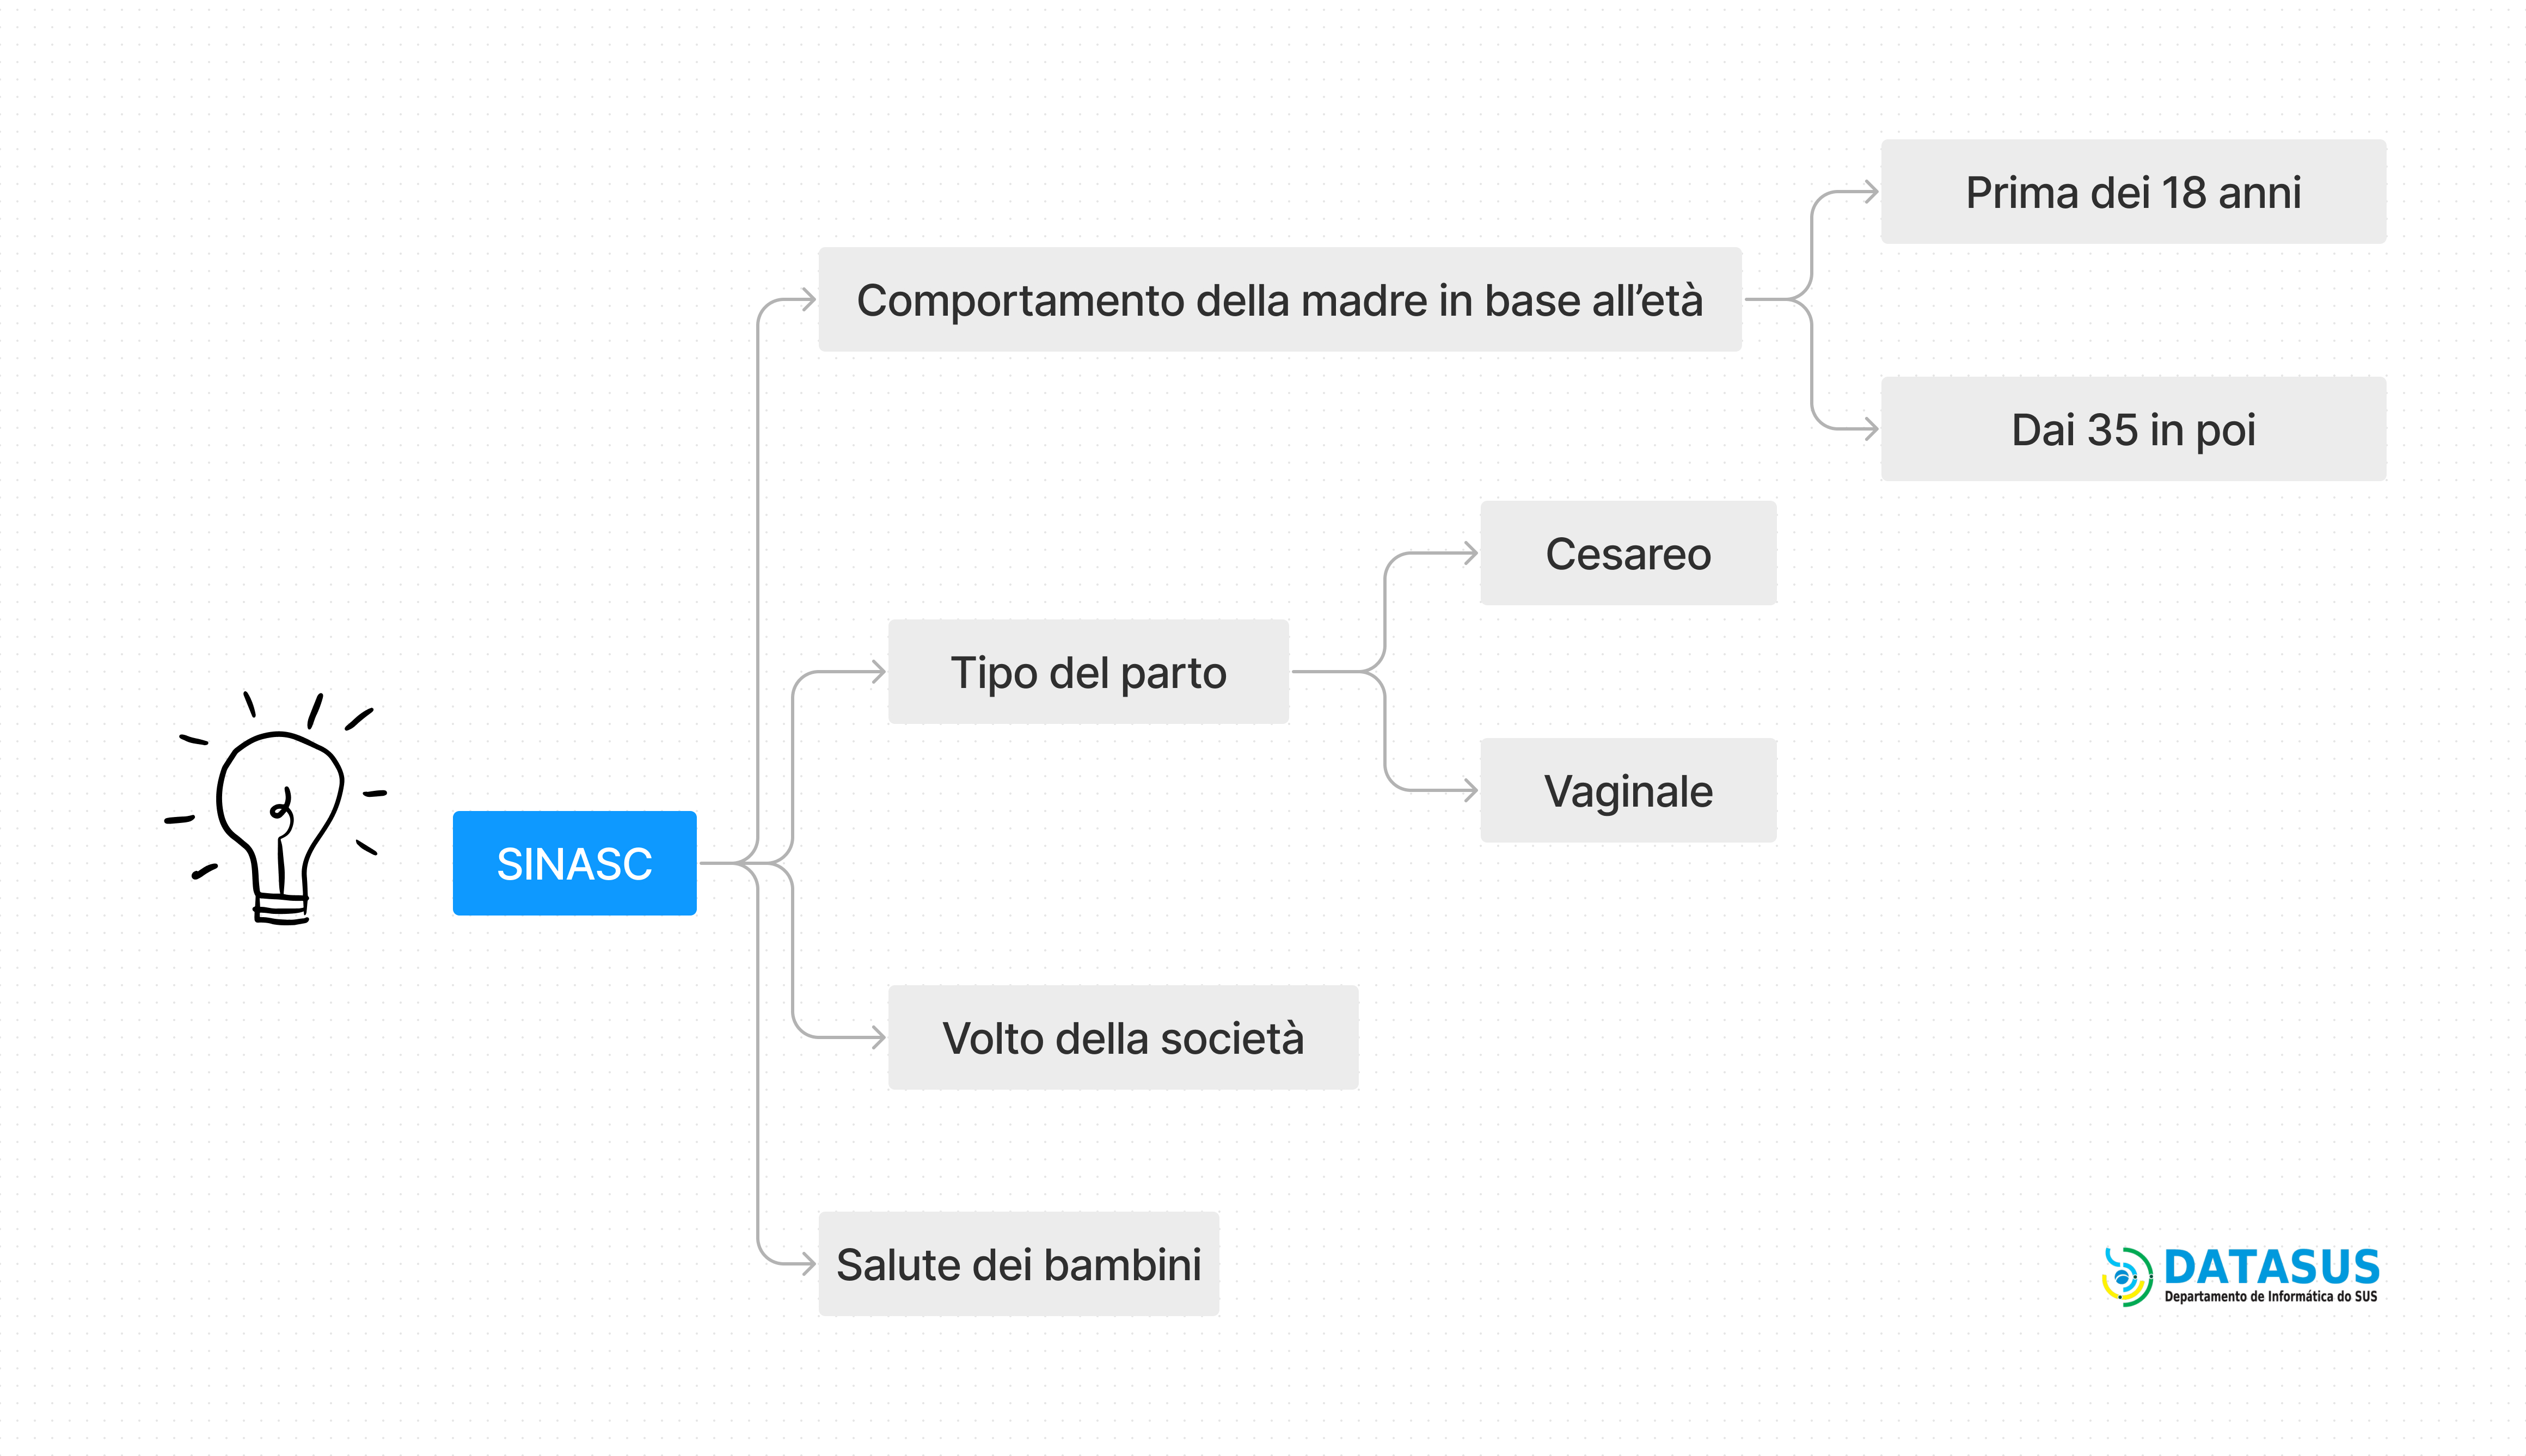 Prima dei 18 anni
Comportamento della madre in base all’età
Dai 35 in poi
Cesareo
Tipo del parto
Vaginale
SINASC
Volto della società
Salute dei bambini
DATASUS
Departamento de Informática do SUS